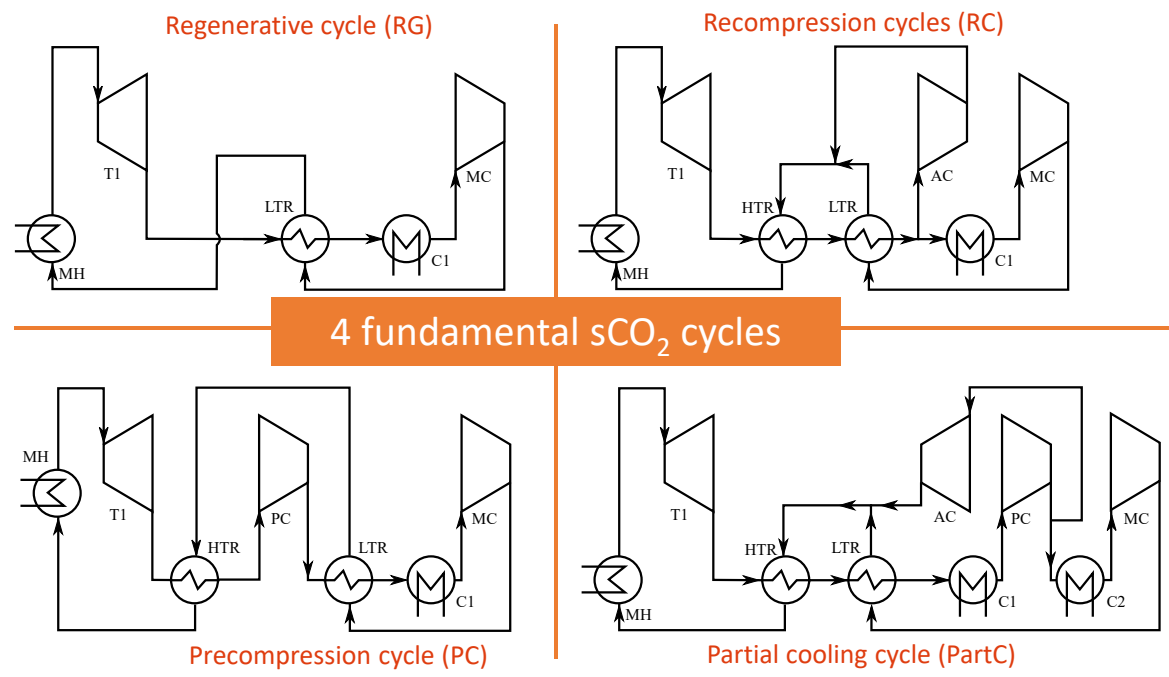 Regenerative cycle (RG)
T1
MC
LTR
MH
C1
Recompression cycles (RC)
T1
AC
MC
HTR
LTR
MH
C1
4 fundamental sCO₂ cycles
MH
T1
PC
MC
HTR
LTR
C1
Precompression cycle (PC)
T1
AC
PC
MC
HTR
LTR
MH
C1
C2
Partial cooling cycle (PartC)